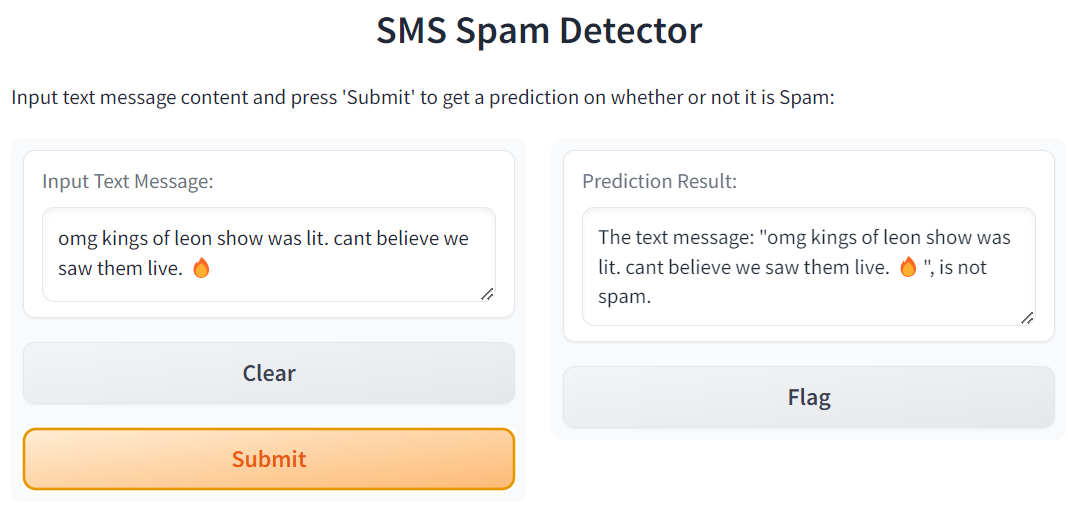 SMS Spam Detector
Input text message content and press 'Submit' to get a prediction on whether or not it is Spam:
Input Text Message:
omg kings of leon show was lit. cant believe we
saw them live. 🔥
Clear
Submit
Prediction Result:
The text message: "omg kings of leon show was
lit. cant believe we saw them live. 🔥 ", is not
spam.
Flag